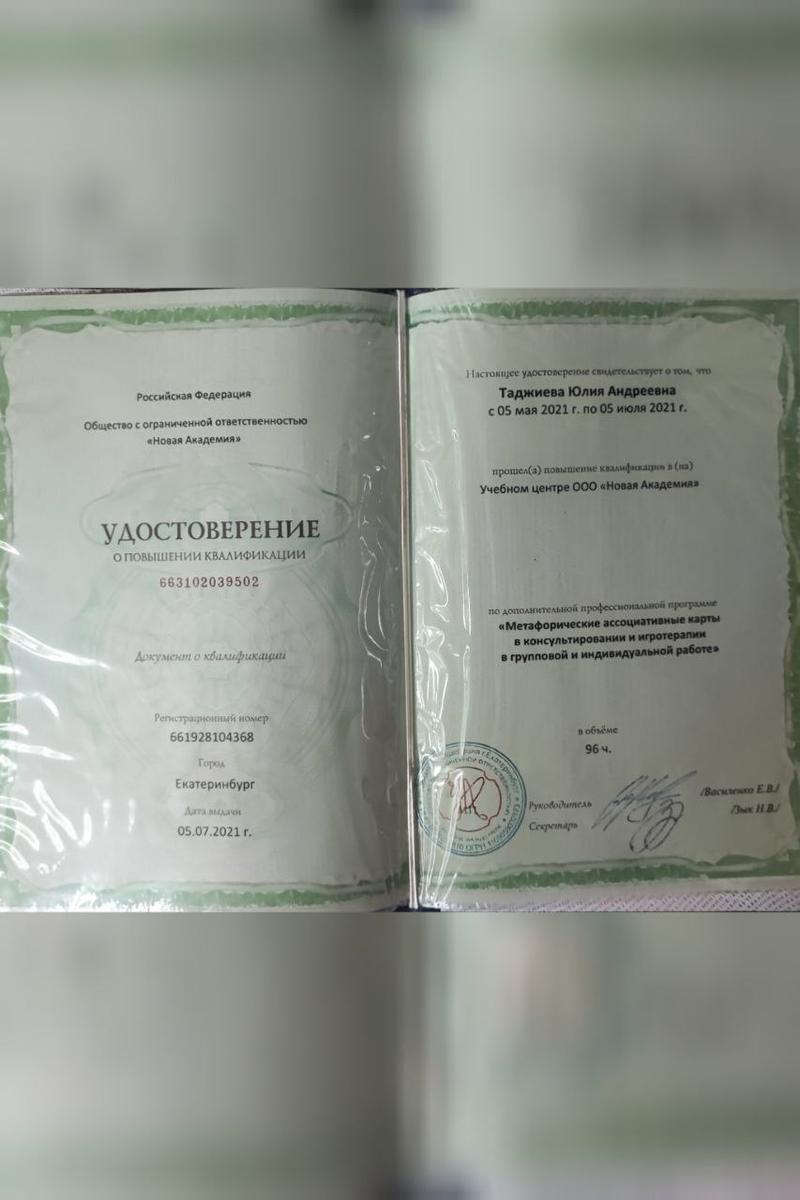 Российская Федерация
Общество с ограниченной ответственностью
«Новая Академия»
УДОСТОВЕРЕНИЕ
О ПОВЫШЕНИИ КВАЛИФИКАЦИИ
663102039502
Документ о квалификации
Регистрационный номер
661928104368
Город
Екатеринбург
Дата выдачи
05.07.2021 г.
Настоящее удостоверение свидетельствует о том, что
Таджиева Юлия Андреевна
с 05 мая 2021 г. по 05 июля 2021 г.
прошел(а) повышение квалификации в (на)
Учебном центре ООО «Новая Академия»
по дополнительной профессиональной программе
«Метафорические ассоциативные карты
в консультировании и игротерапии
в групповой и индивидуальной работе»
в объёме
96 ч.
Руководитель /Василенко Е.В./
Секретарь /Зык Н.В./